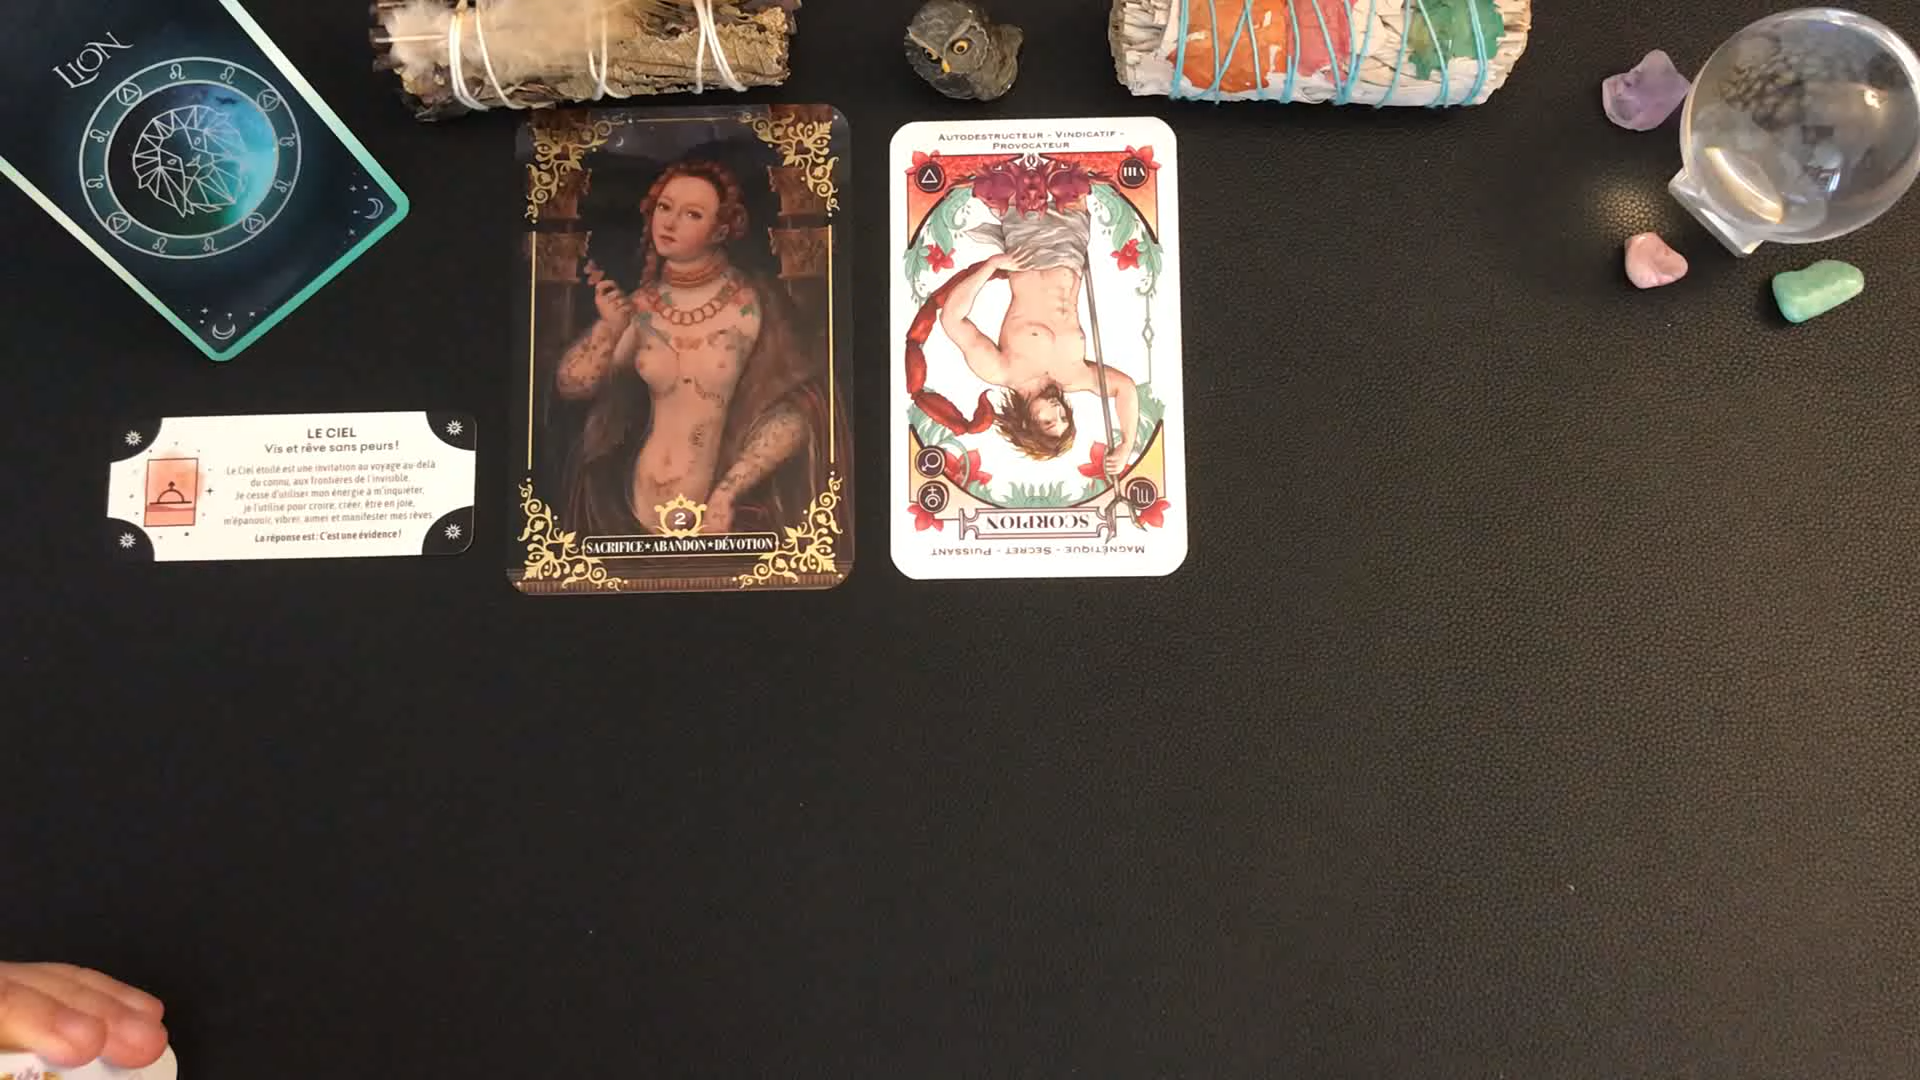 LION
LE CIEL
Vis et rêve sans peurs !
Le Ciel étoilé est une invitation au voyage au-delà
du connu, aux frontières de l'invisible.
Je cesse d'utiliser mon énergie à m'inquiéter,
je l'utilise pour croire, créer, être en joie,
m'épanouir, vibrer, aimer et manifester mes rêves.
La réponse est : C'est une évidence !
2
SACRIFICE★ABANDON★DÉVOTION
AUTODESTRUCTEUR - VINDICATIF -
PROVOCATEUR
VIII
SCORPION
MAGNÉTIQUE - SECRET - PUISSANT